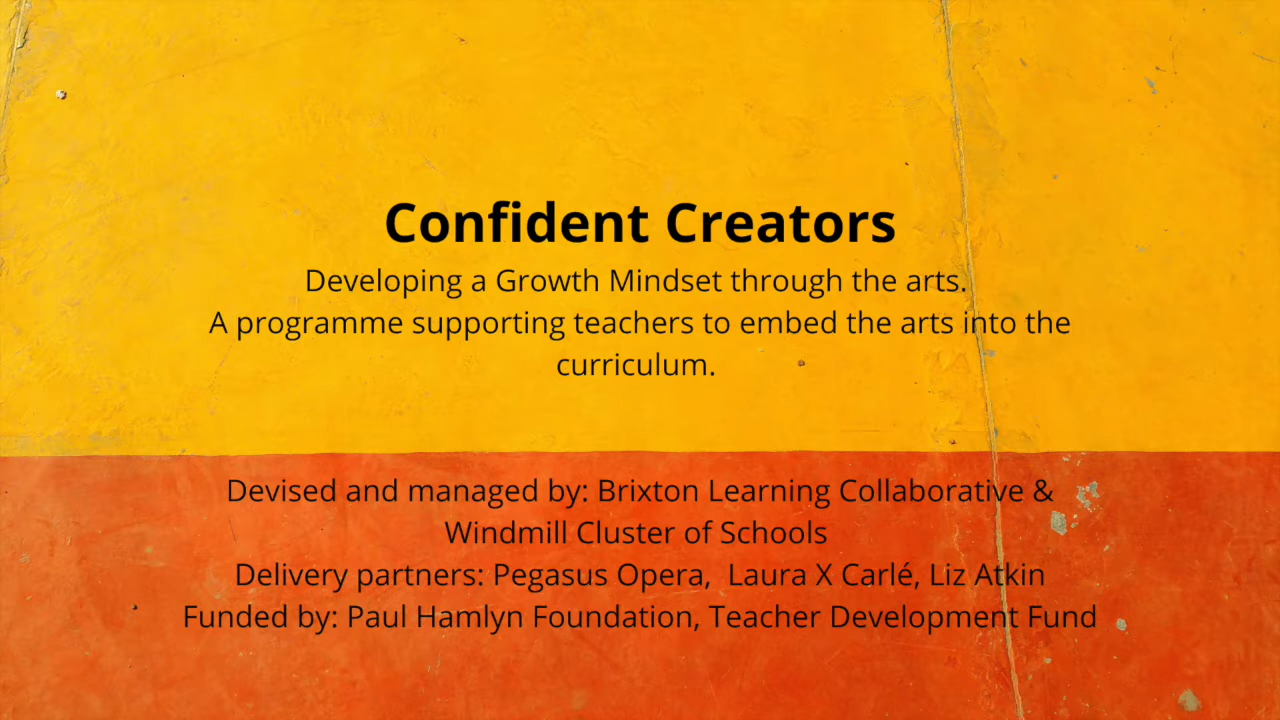 Confident Creators
Developing a Growth Mindset through the arts.
A programme supporting teachers to embed the arts into the
curriculum.
Devised and managed by: Brixton Learning Collaborative &
Windmill Cluster of Schools
Delivery partners: Pegasus Opera,  Laura X Carlé, Liz Atkin
Funded by: Paul Hamlyn Foundation, Teacher Development Fund